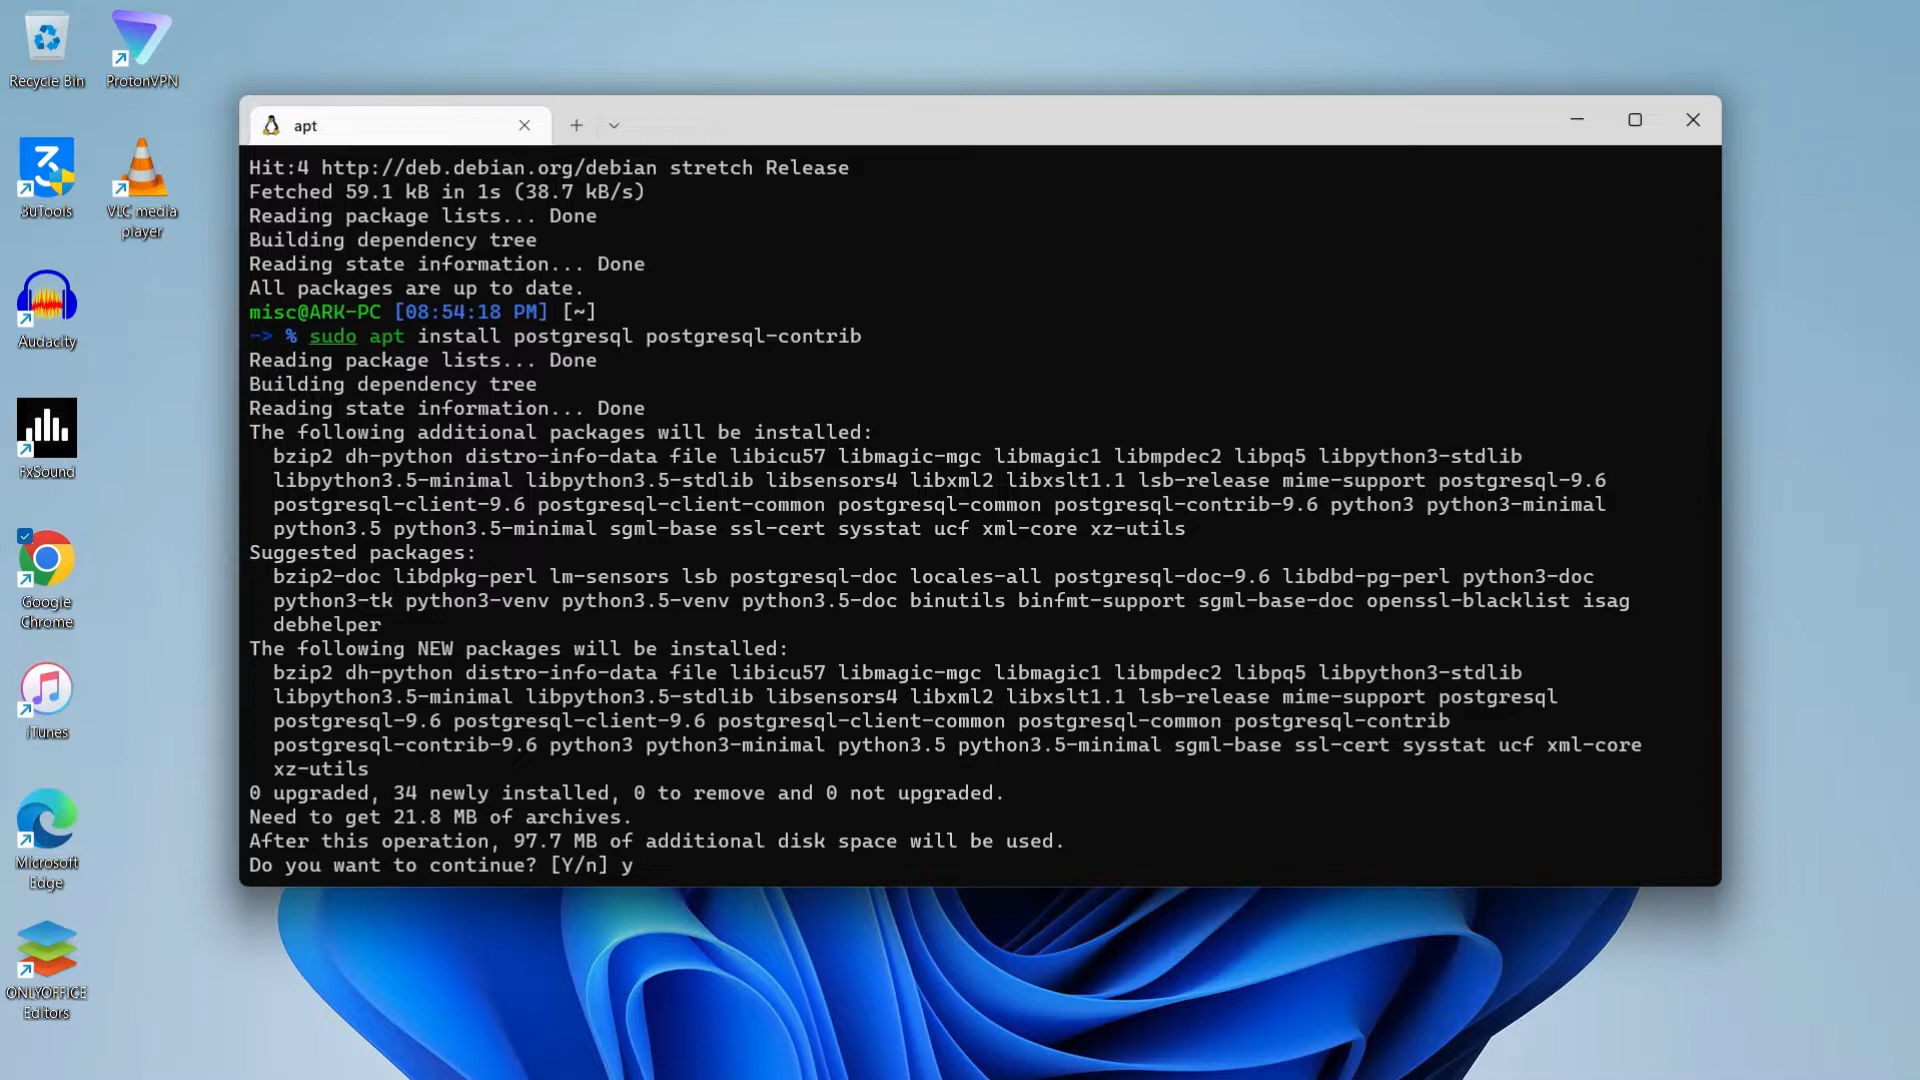 Recycle Bin
ProtonVPN
3uTools
VLC media
player
Audacity
FxSound
Google
Chrome
iTunes
Microsoft
Edge
ONLYOFFICE
Editors
apt
Hit:4 http://deb.debian.org/debian stretch Release
Fetched 59.1 kB in 1s (38.7 kB/s)
Reading package lists... Done
Building dependency tree
Reading state information... Done
All packages are up to date.
misc@ARK-PC [08:54:18 PM] [~]
-> % sudo apt install postgresql postgresql-contrib
Reading package lists... Done
Building dependency tree
Reading state information... Done
The following additional packages will be installed:
bzip2 dh-python distro-info-data file libicu57 libmagic-mgc libmagic1 libmpdec2 libpq5 libpython3-stdlib
libpython3.5-minimal libpython3.5-stdlib libsensors4 libxml2 libxslt1.1 lsb-release mime-support postgresql-9.6
postgresql-client-9.6 postgresql-client-common postgresql-common postgresql-contrib-9.6 python3 python3-minimal
python3.5 python3.5-minimal sgml-base ssl-cert sysstat ucf xml-core xz-utils
Suggested packages:
bzip2-doc libdpkg-perl lm-sensors lsb postgresql-doc locales-all postgresql-doc-9.6 libdbd-pg-perl python3-doc
python3-tk python3-venv python3.5-venv python3.5-doc binutils binfmt-support sgml-base-doc openssl-blacklist isag
debhelper
The following NEW packages will be installed:
bzip2 dh-python distro-info-data file libicu57 libmagic-mgc libmagic1 libmpdec2 libpq5 libpython3-stdlib
libpython3.5-minimal libpython3.5-stdlib libsensors4 libxml2 libxslt1.1 lsb-release mime-support postgresql
postgresql-9.6 postgresql-client-9.6 postgresql-client-common postgresql-common postgresql-contrib
postgresql-contrib-9.6 python3 python3-minimal python3.5 python3.5-minimal sgml-base ssl-cert sysstat ucf xml-core
xz-utils
0 upgraded, 34 newly installed, 0 to remove and 0 not upgraded.
Need to get 21.8 MB of archives.
After this operation, 97.7 MB of additional disk space will be used.
Do you want to continue? [Y/n] y